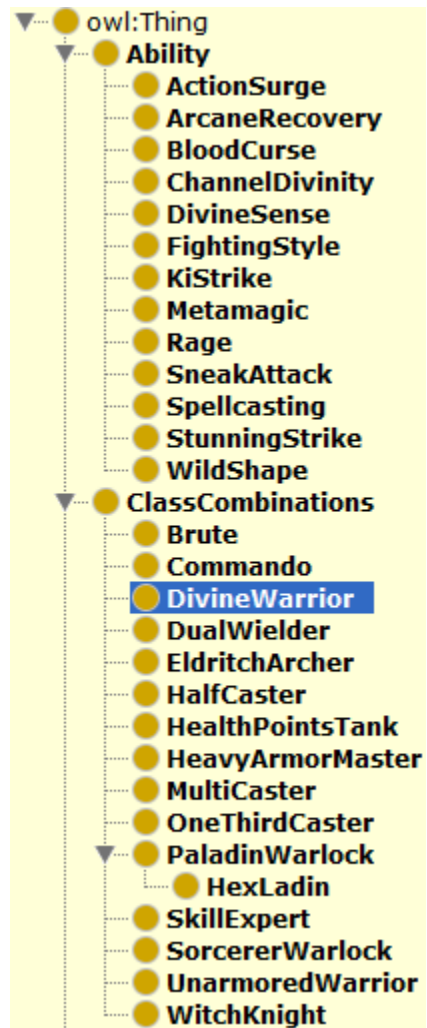 owl:Thing
Ability
ActionSurge
ArcaneRecovery
BloodCurse
ChannelDivinity
DivineSense
FightingStyle
KiStrike
Metamagic
Rage
SneakAttack
Spellcasting
StunningStrike
WildShape
ClassCombinations
Brute
Commando
DivineWarrior
DualWielder
EldritchArcher
HalfCaster
HealthPointsTank
HeavyArmorMaster
MultiCaster
OneThirdCaster
PaladinWarlock
HexLadin
SkillExpert
SorcererWarlock
UnarmoredWarrior
WitchKnight